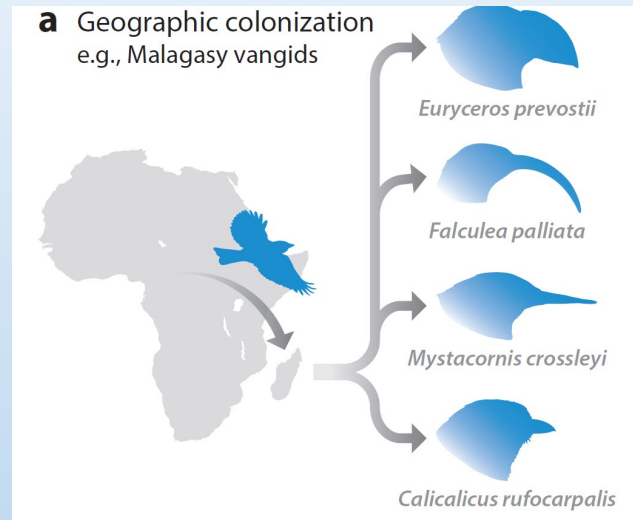 a Geographic colonization
e.g., Malagasy vangids
Euryceros prevostii
Falculea palliata
Mystacornis crossleyi
Calicalicus rufocarpalis